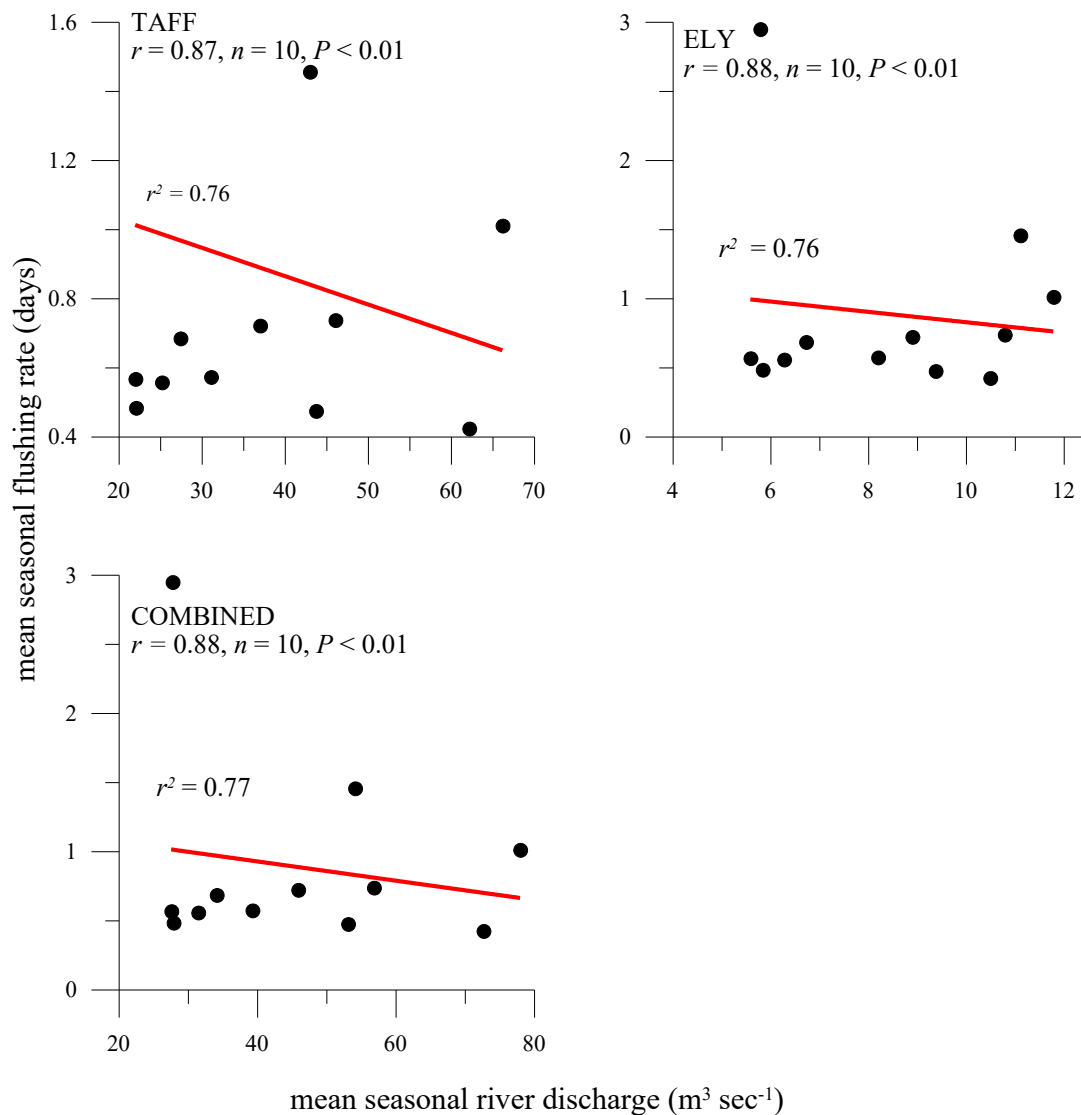 TAFF
r = 0.87, n = 10, P < 0.01
r² = 0.76
1.6
1.2
0.8
0.4
20 30 40 50 60 70
ELY
r = 0.88, n = 10, P < 0.01
r² = 0.76
3
2
1
0
4 6 8 10 12
COMBINED
r = 0.88, n = 10, P < 0.01
r² = 0.77
3
2
1
0
20 40 60 80
mean seasonal flushing rate (days)
mean seasonal river discharge (m³ sec⁻¹)